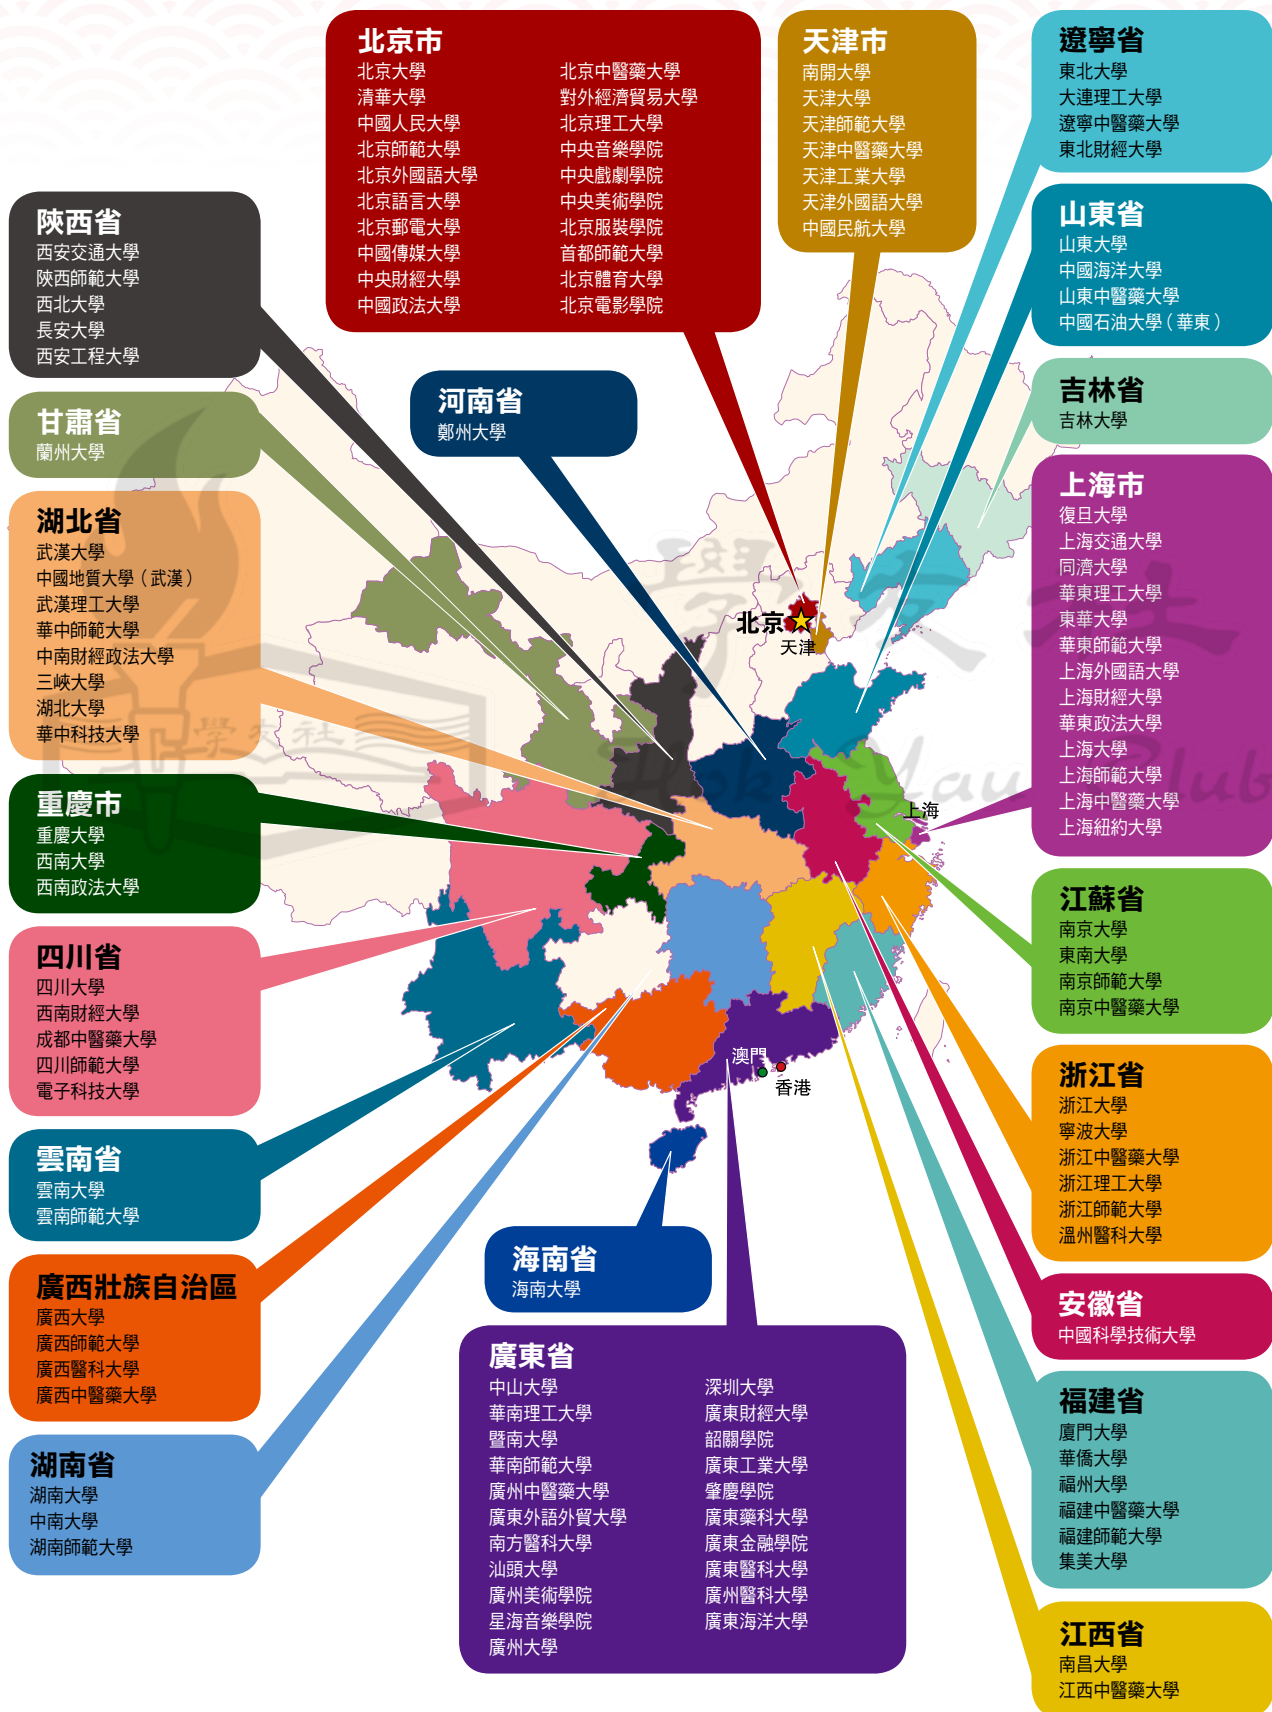 北京市
北京大學
清華大學
中國人民大學
北京師範大學
北京外國語大學
北京語言大學
北京郵電大學
中國傳媒大學
中央財經大學
中國政法大學
北京中醫藥大學
對外經濟貿易大學
北京理工大學
中央音樂學院
中央戲劇學院
中央美術學院
北京服裝學院
首都師範大學
北京體育大學
北京電影學院
天津市
南開大學
天津大學
天津師範大學
天津中醫藥大學
天津工業大學
天津外國語大學
中國民航大學
遼寧省
東北大學
大連理工大學
遼寧中醫藥大學
東北財經大學
山東省
山東大學
中國海洋大學
山東中醫藥大學
中國石油大學（華東）
吉林省
吉林大學
上海市
復旦大學
上海交通大學
同濟大學
華東理工大學
東華大學
華東師範大學
上海外國語大學
上海財經大學
華東政法大學
上海大學
上海師範大學
上海中醫藥大學
上海紐約大學
江蘇省
南京大學
東南大學
南京師範大學
南京中醫藥大學
浙江省
浙江大學
寧波大學
浙江中醫藥大學
浙江理工大學
浙江師範大學
溫州醫科大學
安徽省
中國科學技術大學
福建省
廈門大學
華僑大學
福州大學
福建中醫藥大學
福建師範大學
集美大學
江西省
南昌大學
江西中醫藥大學
陝西省
西安交通大學
陝西師範大學
西北大學
長安大學
西安工程大學
甘肅省
蘭州大學
湖北省
武漢大學
中國地質大學（武漢）
武漢理工大學
華中師範大學
中南財經政法大學
三峽大學
湖北大學
華中科技大學
重慶市
重慶大學
西南大學
西南政法大學
四川省
四川大學
西南財經大學
成都中醫藥大學
四川師範大學
電子科技大學
雲南省
雲南大學
雲南師範大學
廣西壯族自治區
廣西大學
廣西師範大學
廣西醫科大學
廣西中醫藥大學
湖南省
湖南大學
中南大學
湖南師範大學
河南省
鄭州大學
海南省
海南大學
廣東省
中山大學
華南理工大學
暨南大學
華南師範大學
廣州中醫藥大學
廣東外語外貿大學
南方醫科大學
汕頭大學
廣州美術學院
星海音樂學院
廣州大學
深圳大學
廣東財經大學
韶關學院
廣東工業大學
肇慶學院
廣東藥科大學
廣東金融學院
廣東醫科大學
廣州醫科大學
廣東海洋大學
北京
天津
上海
澳門
香港
學友社
學友社
Hok Yau Club